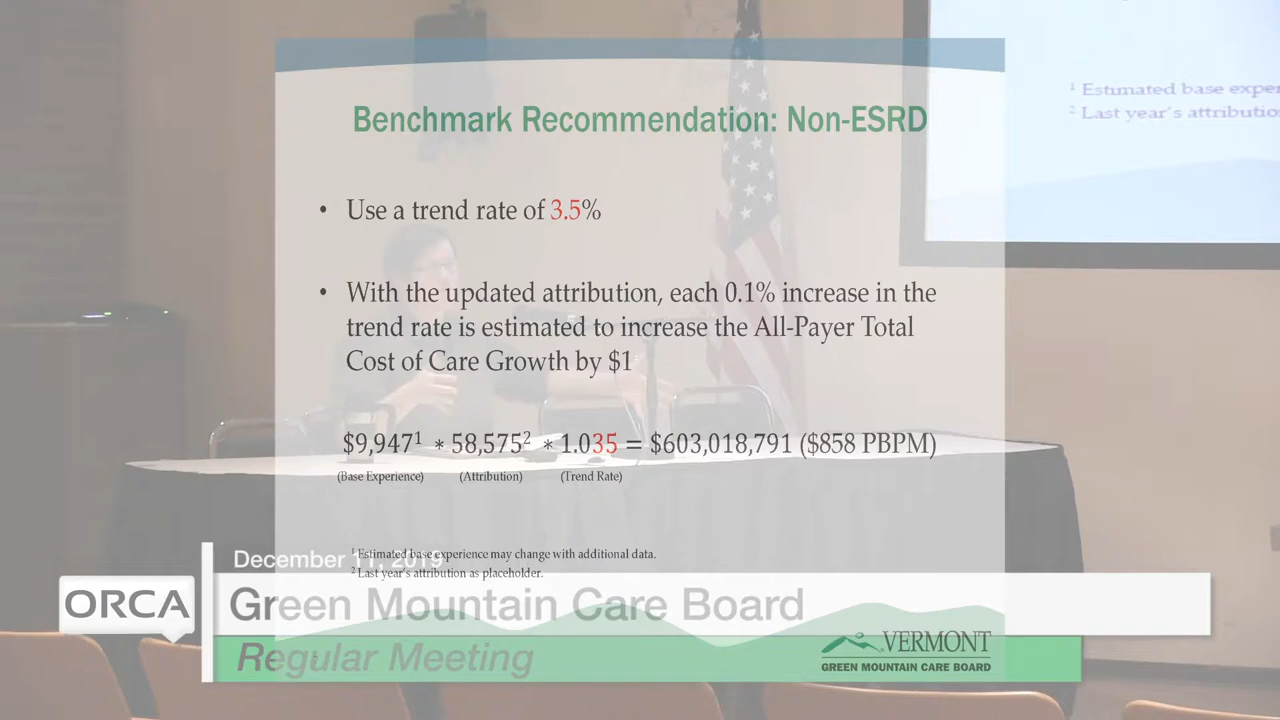 ¹ Estimated base exper
² Last year's attributio
Benchmark Recommendation: Non-ESRD
• Use a trend rate of 3.5%
• With the updated attribution, each 0.1% increase in the
trend rate is estimated to increase the All-Payer Total
Cost of Care Growth by $1
$9,947¹ * 58,575² * 1.035 = $603,018,791 ($858 PBPM)
(Base Experience) (Attribution) (Trend Rate)
¹ Estimated base experience may change with additional data.
² Last year's attribution as placeholder.
December 11, 2019
ORCA
Green Mountain Care Board
Regular Meeting
VERMONT
GREEN MOUNTAIN CARE BOARD